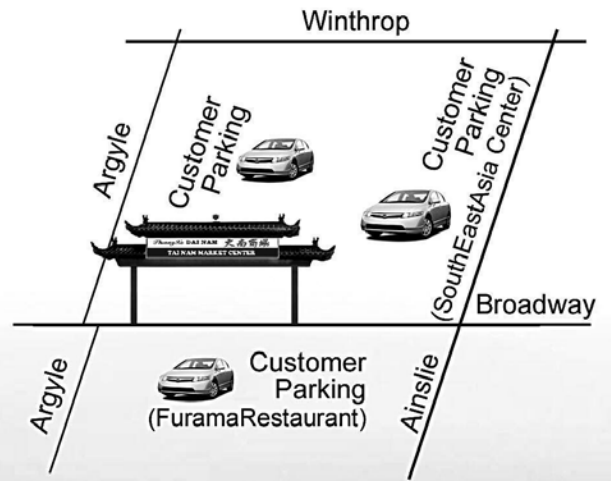 Winthrop
Argyle
Customer
Parking
Customer
Parking
(SouthEastAsia Center)
DAI NAM
TAI NAM MARKET CENTER
Broadway
Argyle
Customer
Parking
(FuramaRestaurant)
Ainslie